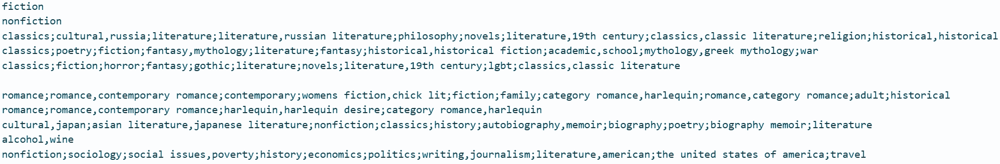 fiction
nonfiction
classics;cultural,russia;literature;literature,russian literature;philosophy;novels;literature,19th century;classics,classic literature;religion;historical,historical
classics;poetry;fiction;fantasy,mythology;literature;fantasy;historical,historical fiction;academic,school;mythology,greek mythology;war
classics;fiction;horror;fantasy;gothic;literature;novels;literature,19th century;lgbt;classics,classic literature
romance;romance,contemporary romance;contemporary;womens fiction,chick lit;fiction;family;category romance,harlequin;romance,category romance;adult;historical
romance;romance,contemporary romance;harlequin,harlequin desire;category romance,harlequin
cultural,japan;asian literature,japanese literature;nonfiction;classics;history;autobiography,memoir;biography;poetry;biography memoir;literature
alcohol,wine
nonfiction;sociology;social issues,poverty;history;economics;politics;writing,journalism;literature,american;the united states of america;travel